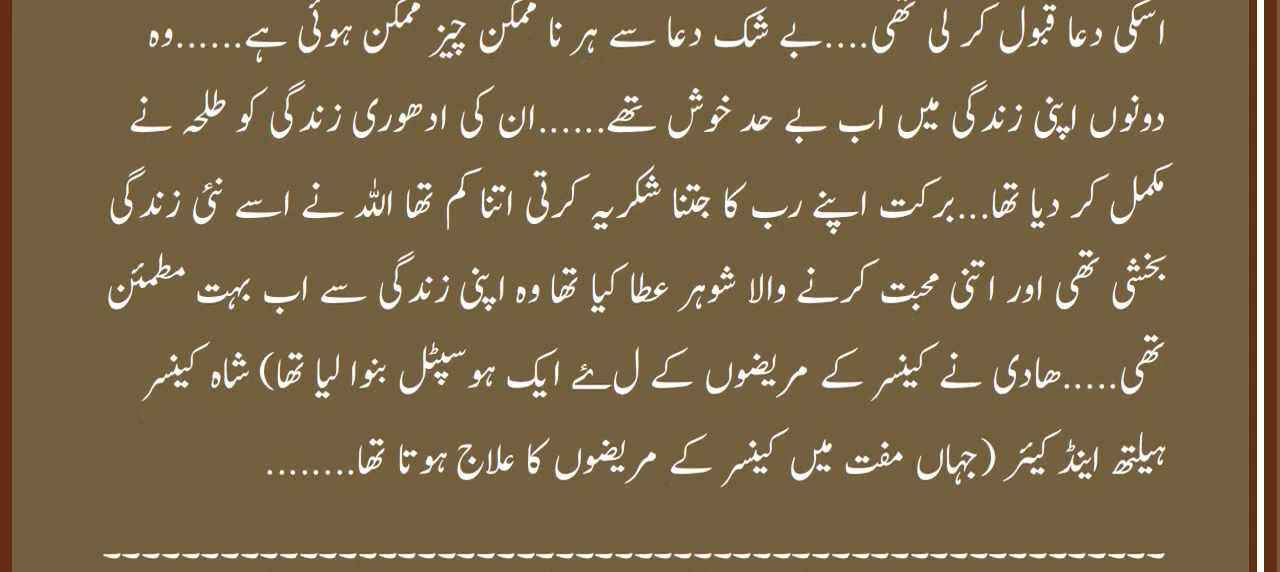 اسکی دعا قبول کر لی تھی....بے شک دعا سے ہر نا ممکن چیز ممکن ہوئی ہے......وہ
دونوں اپنی زندگی میں اب بے حد خوش تھے......ان کی ادھوری زندگی کو طلحہ نے
مکمل کر دیا تھا...برکت اپنے رب کا جتنا شکریہ کرتی اتنا کم تھا اللہ نے اسے نئی زندگی
بخشی تھی اور اتنی محبت کرنے والا شوہر عطا کیا تھا وہ اپنی زندگی سے اب بہت مطمئن
تھی.....ھادی نے کینسر کے مریضوں کے لۓ ایک ہوسپٹل بنوا لیا تھا) شاہ کینسر
ہیلتھ اینڈ کیئر (جہاں مفت میں کینسر کے مریضوں کا علاج ہوتا تھا........